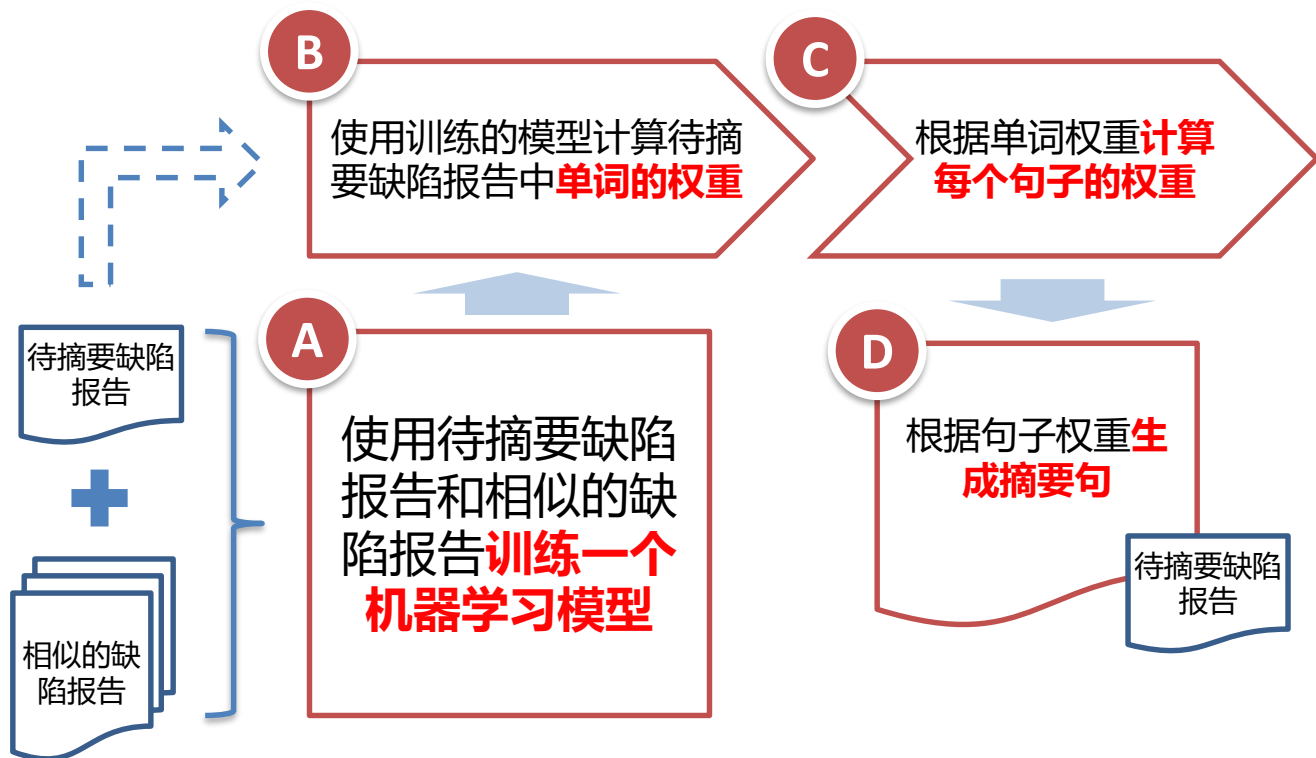 B
使用训练的模型计算待摘
要缺陷报告中单词的权重
C
根据单词权重计算
每个句子的权重
待摘要缺陷
报告
相似的缺
陷报告
A
使用待摘要缺陷
报告和相似的缺
陷报告训练一个
机器学习模型
D
根据句子权重生
成摘要句
待摘要缺陷
报告